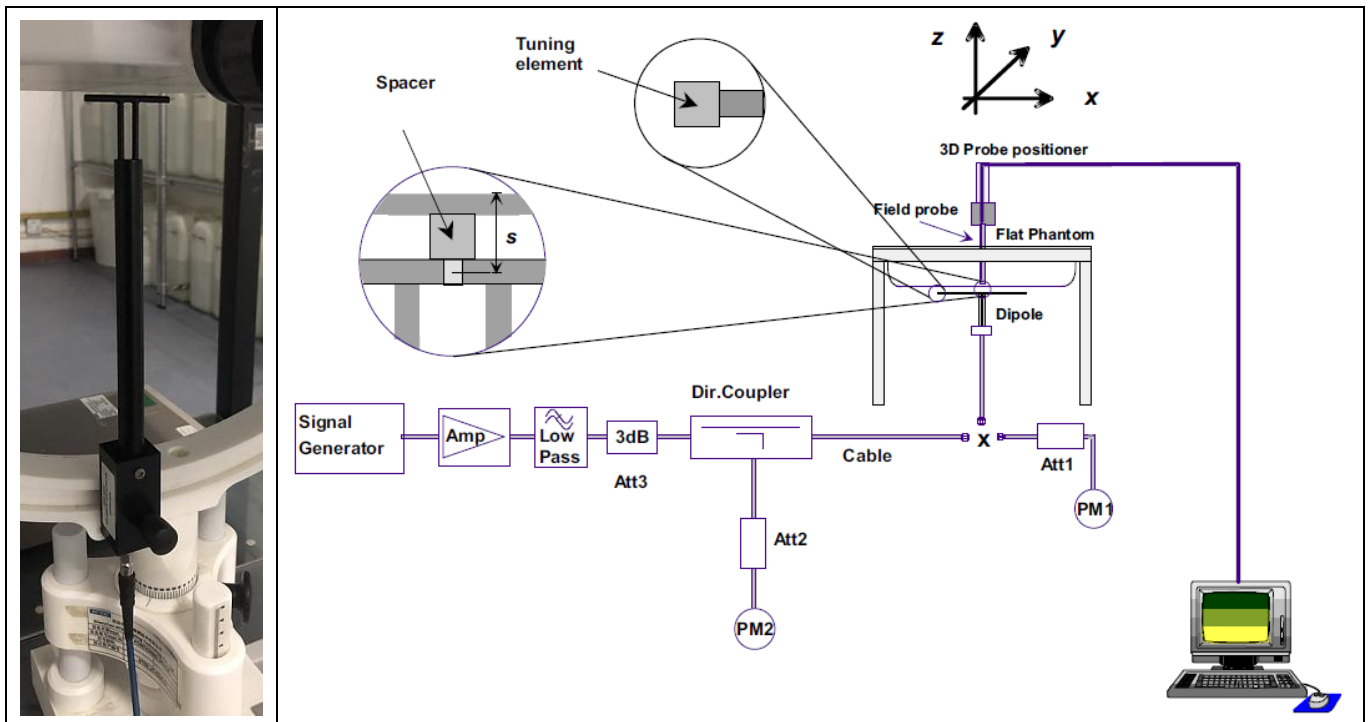 Tuning
element
Spacer
s
z
y
x
3D Probe positioner
Field probe
Flat Phantom
Dipole
Signal
Generator
Amp
Low
Pass
3dB
Att3
Dir.Coupler
Cable
x
Att1
PM1
Att2
PM2